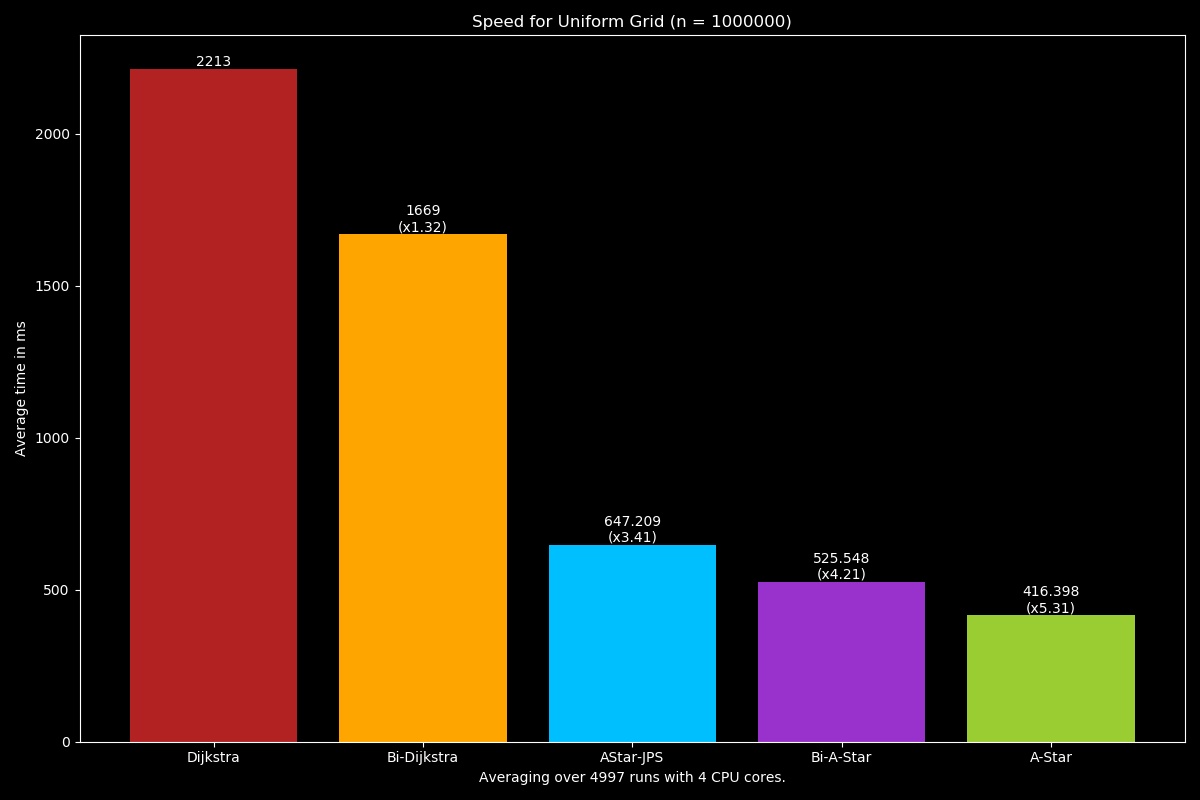 Speed for Uniform Grid (n = 1000000)
2213
2000
1669
(x1.32)
1500
Average time in ms
1000
647.209
(x3.41)
525.548
(x4.21)
416.398
(x5.31)
500
0
Dijkstra
Bi-Dijkstra
AStar-JPS
Bi-A-Star
A-Star
Averaging over 4997 runs with 4 CPU cores.